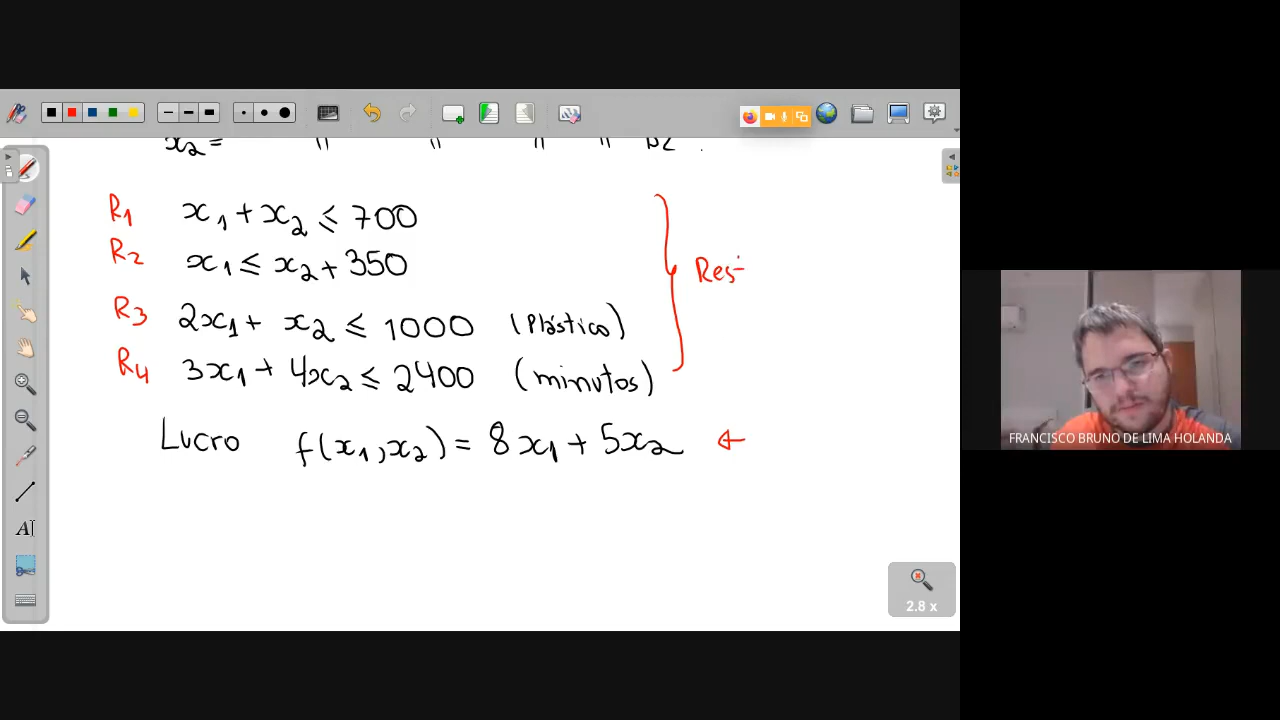 x₂ = " " " "
R1 x₁ + x₂ ≤ 700
R2 x₁ ≤ x₂ + 350
Res-
R3 2x₁ + x₂ ≤ 1000 (Plástico)
R4 3x₁ + 4x₂ ≤ 2400 (minutos)
Lucro f(x₁,x₂) = 8x₁ + 5x₂ ←
FRANCISCO BRUNO DE LIMA HOLANDA
A
2.8 x